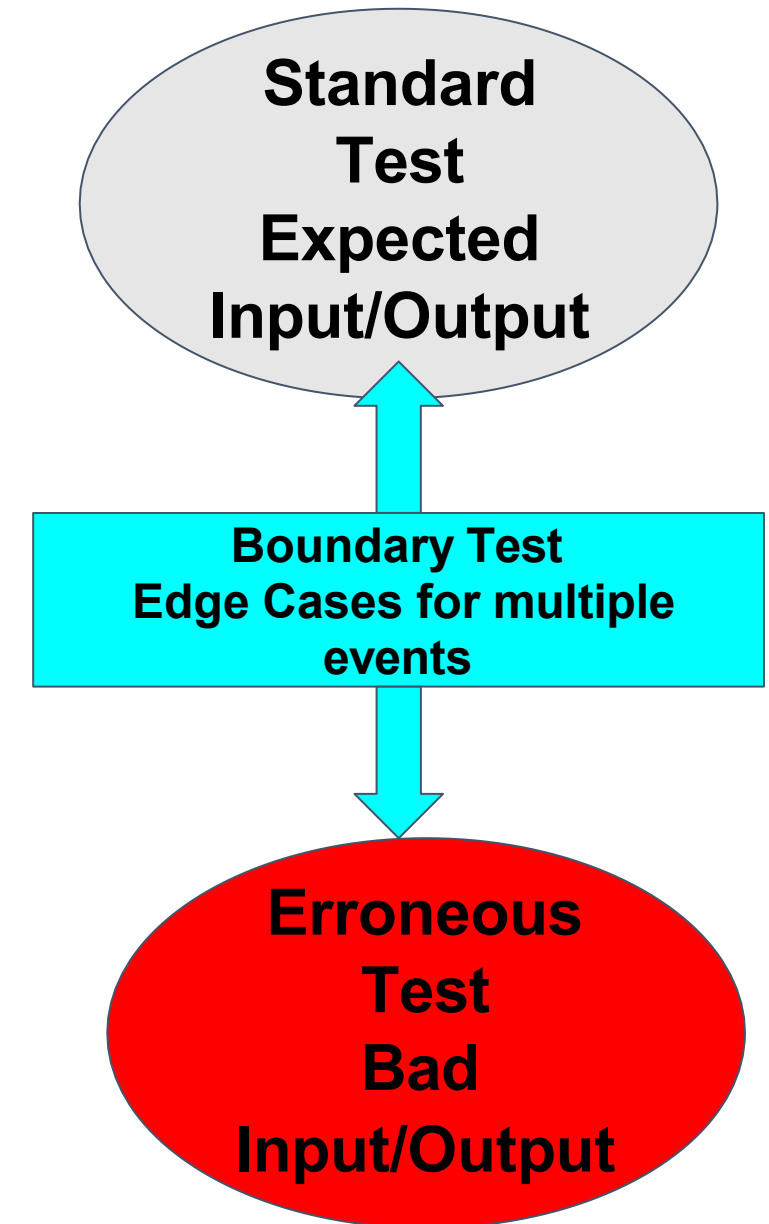 Standard
Test
Expected
Input/Output
Boundary Test
Edge Cases for multiple
events
Erroneous
Test
Bad
Input/Output